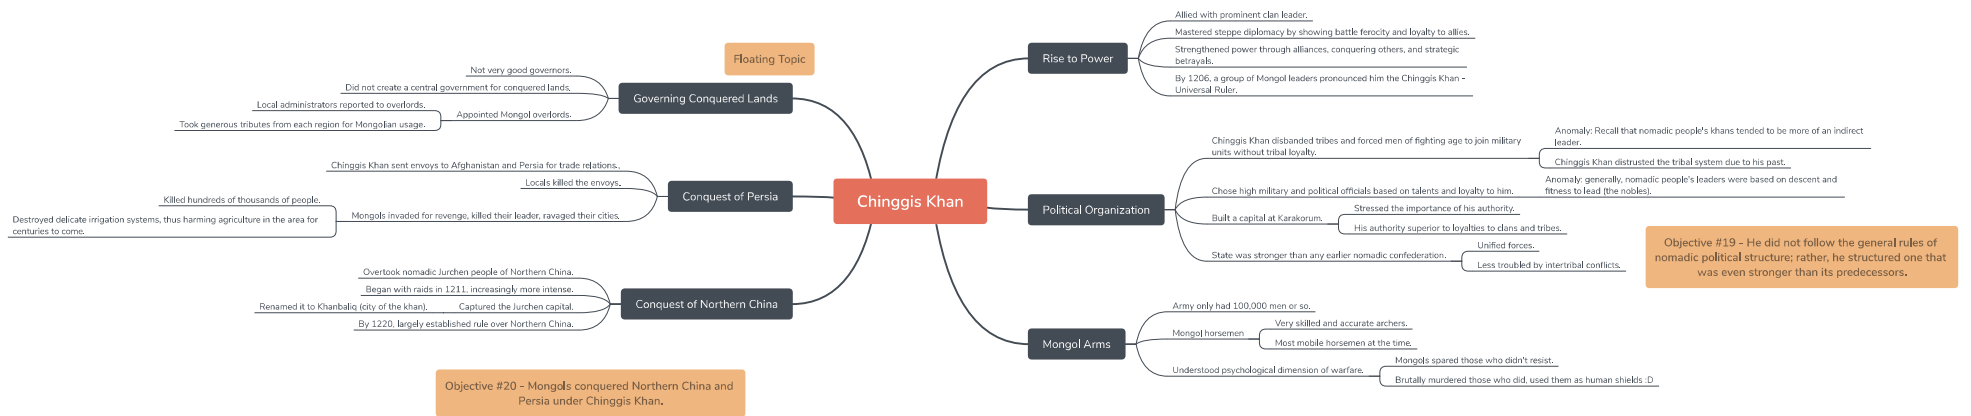 Chinggis Khan
Rise to Power
Allied with prominent clan leader.
Mastered steppe diplomacy by showing battle ferocity and loyalty to allies.
Strengthened power through alliances, conquering others, and strategic
betrayals.
By 1206, a group of Mongol leaders pronounced him the Chinggis Khan -
Universal Ruler.
Political Organization
Chinggis Khan disbanded tribes and forced men of fighting age to join military
units without tribal loyalty.
Anomaly: Recall that nomadic people's khans tended to be more of an indirect
leader.
Chinggis Khan distrusted the tribal system due to his past.
Chose high military and political officials based on talents and loyalty to him.
Anomaly: generally, nomadic people's leaders were based on descent and
fitness to lead (the nobles).
Built a capital at Karakorum.
Stressed the importance of his authority.
His authority superior to loyalties to clans and tribes.
State was stronger than any earlier nomadic confederation.
Unified forces.
Less troubled by intertribal conflicts.
Objective #19 - He did not follow the general rules of
nomadic political structure; rather, he structured one that
was even stronger than its predecessors.
Mongol Arms
Army only had 100,000 men or so.
Mongol horsemen
Very skilled and accurate archers.
Most mobile horsemen at the time.
Understood psychological dimension of warfare.
Mongols spared those who didn't resist.
Brutally murdered those who did, used them as human shields :D
Floating Topic
Governing Conquered Lands
Not very good governors.
Did not create a central government for conquered lands.
Appointed Mongol overlords.
Local administrators reported to overlords.
Took generous tributes from each region for Mongolian usage.
Conquest of Persia
Chinggis Khan sent envoys to Afghanistan and Persia for trade relations.,
Locals killed the envoys.
Mongols invaded for revenge, killed their leader, ravaged their cities.
Killed hundreds of thousands of people.
Destroyed delicate irrigation systems, thus harming agriculture in the area for
centuries to come.
Conquest of Northern China
Overtook nomadic Jurchen people of Northern China.
Began with raids in 1211, increasingly more intense.
Captured the Jurchen capital.
Renamed it to Khanbaliq (city of the khan).
By 1220, largely established rule over Northern China.
Objective #20 - Mongols conquered Northern China and
Persia under Chinggis Khan.